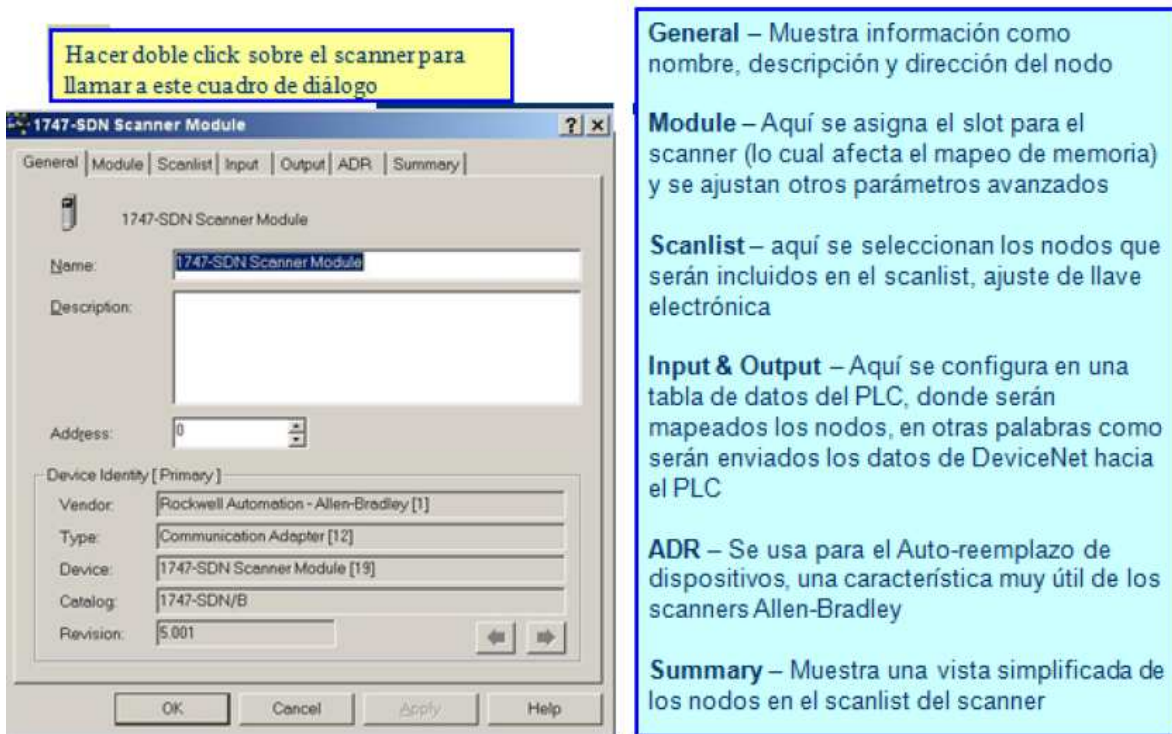 Hacer doble click sobre el scanner para
llamar a este cuadro de diálogo
1747-SDN Scanner Module
General Module Scanlist Input Output ADR Summary
1747-SDN Scanner Module
Name: 1747-SDN Scanner Module
Description:
Address: 0
Device Identity [ Primary ]
Vendor: Rockwell Automation - Allen-Bradley [1]
Type: Communication Adapter [12]
Device: 1747-SDN Scanner Module [19]
Catalog: 1747-SDN/B
Revision: 5.001
OK Cancel Apply Help
General – Muestra información como
nombre, descripción y dirección del nodo
Module – Aquí se asigna el slot para el
scanner (lo cual afecta el mapeo de memoria)
y se ajustan otros parámetros avanzados
Scanlist – aquí se seleccionan los nodos que
serán incluidos en el scanlist, ajuste de llave
electrónica
Input & Output – Aquí se configura en una
tabla de datos del PLC, donde serán
mapeados los nodos, en otras palabras como
serán enviados los datos de DeviceNet hacia
el PLC
ADR – Se usa para el Auto-reemplazo de
dispositivos, una característica muy útil de los
scanners Allen-Bradley
Summary – Muestra una vista simplificada de
los nodos en el scanlist del scanner